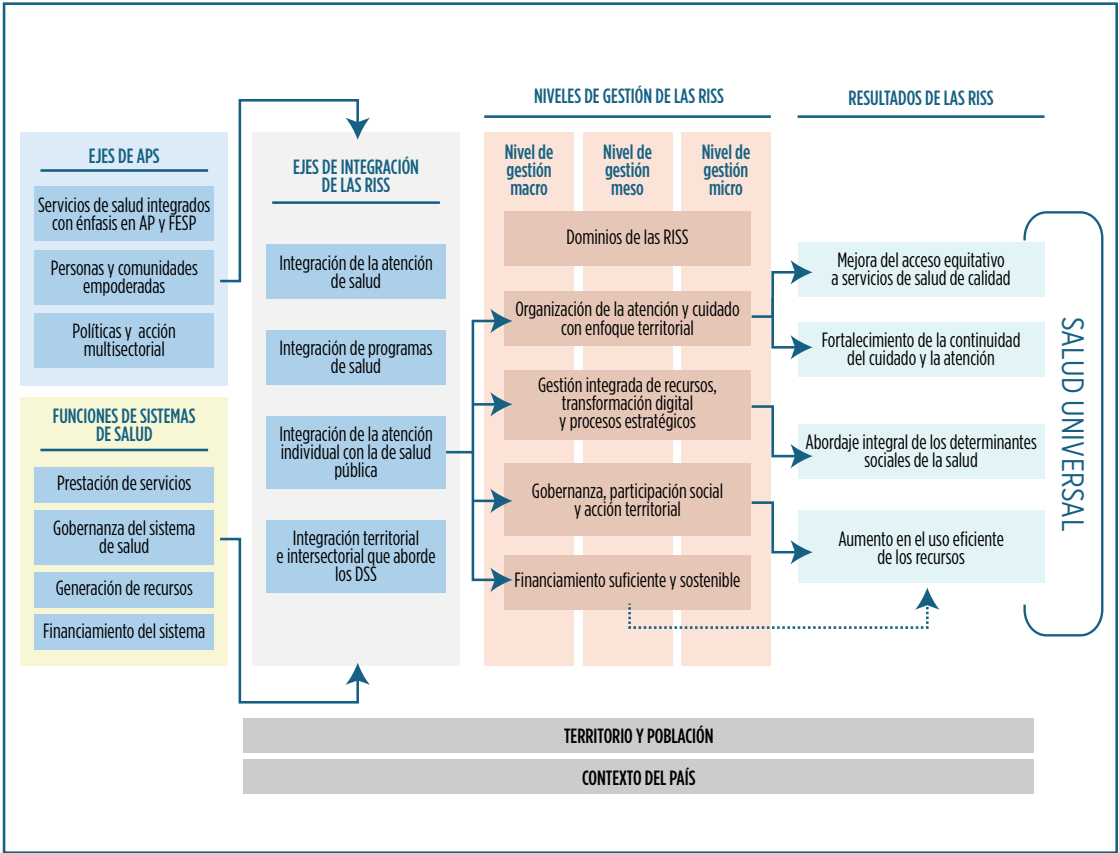 EJES DE APS
Servicios de salud integrados
con énfasis en AP y FESP
Personas y comunidades
empoderadas
Políticas y acción
multisectorial
FUNCIONES DE SISTEMAS
DE SALUD
Prestación de servicios
Gobernanza del sistema
de salud
Generación de recursos
Financiamiento del sistema
EJES DE INTEGRACIÓN
DE LAS RISS
Integración de la atención
de salud
Integración de programas
de salud
Integración de la atención
individual con la de salud
pública
Integración territorial
e intersectorial que aborde
los DSS
NIVELES DE GESTIÓN DE LAS RISS
Nivel de
gestión
macro
Nivel de
gestión
meso
Nivel de
gestión
micro
Dominios de las RISS
Organización de la atención y cuidado
con enfoque territorial
Gestión integrada de recursos,
transformación digital
y procesos estratégicos
Gobernanza, participación social
y acción territorial
Financiamiento suficiente y sostenible
RESULTADOS DE LAS RISS
Mejora del acceso equitativo
a servicios de salud de calidad
Fortalecimiento de la continuidad
del cuidado y la atención
Abordaje integral de los determinantes
sociales de la salud
Aumento en el uso eficiente
de los recursos
SALUD UNIVERSAL
TERRITORIO Y POBLACIÓN
CONTEXTO DEL PAÍS